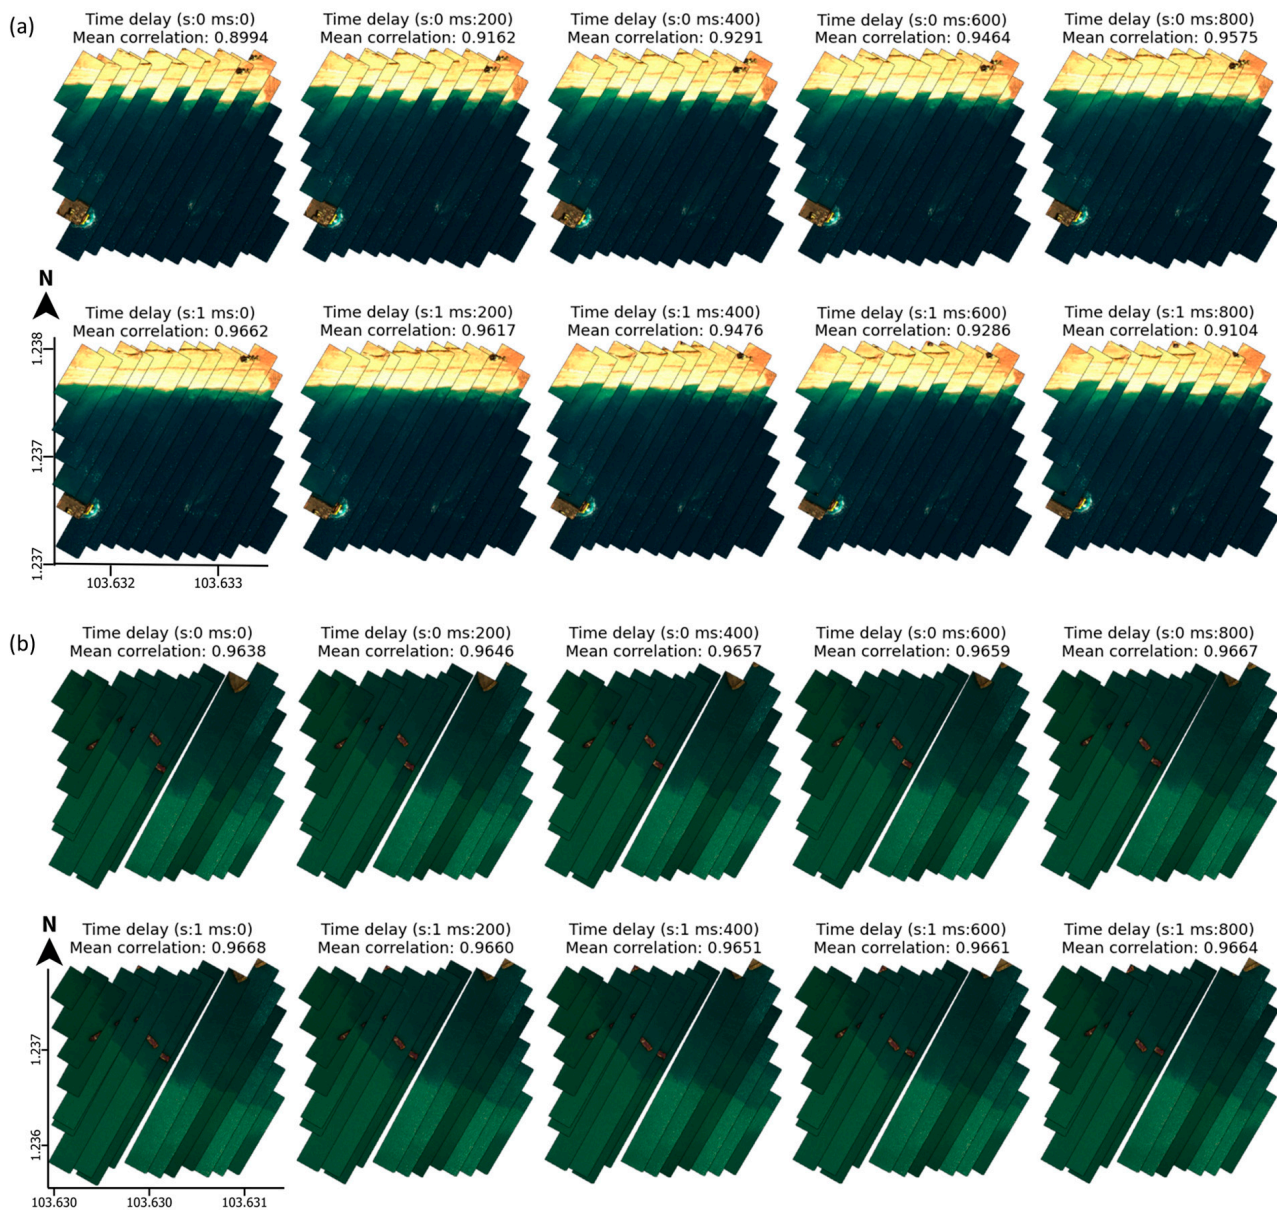 (a)
Time delay (s:0 ms:0)
Mean correlation: 0.8994
Time delay (s:0 ms:200)
Mean correlation: 0.9162
Time delay (s:0 ms:400)
Mean correlation: 0.9291
Time delay (s:0 ms:600)
Mean correlation: 0.9464
Time delay (s:0 ms:800)
Mean correlation: 0.9575
N
Time delay (s:1 ms:0)
Mean correlation: 0.9662
Time delay (s:1 ms:200)
Mean correlation: 0.9617
Time delay (s:1 ms:400)
Mean correlation: 0.9476
Time delay (s:1 ms:600)
Mean correlation: 0.9286
Time delay (s:1 ms:800)
Mean correlation: 0.9104
1.238
1.237
1.237
103.632
103.633
(b)
Time delay (s:0 ms:0)
Mean correlation: 0.9638
Time delay (s:0 ms:200)
Mean correlation: 0.9646
Time delay (s:0 ms:400)
Mean correlation: 0.9657
Time delay (s:0 ms:600)
Mean correlation: 0.9659
Time delay (s:0 ms:800)
Mean correlation: 0.9667
N
Time delay (s:1 ms:0)
Mean correlation: 0.9668
Time delay (s:1 ms:200)
Mean correlation: 0.9660
Time delay (s:1 ms:400)
Mean correlation: 0.9651
Time delay (s:1 ms:600)
Mean correlation: 0.9661
Time delay (s:1 ms:800)
Mean correlation: 0.9664
1.237
1.236
103.630
103.630
103.631